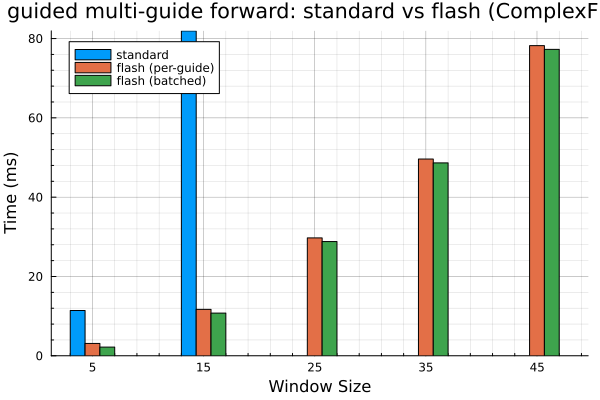 guided multi-guide forward: standard vs flash (ComplexF
standard
flash (per-guide)
flash (batched)
80
60
40
20
0
Time (ms)
5 15 25 35 45
Window Size